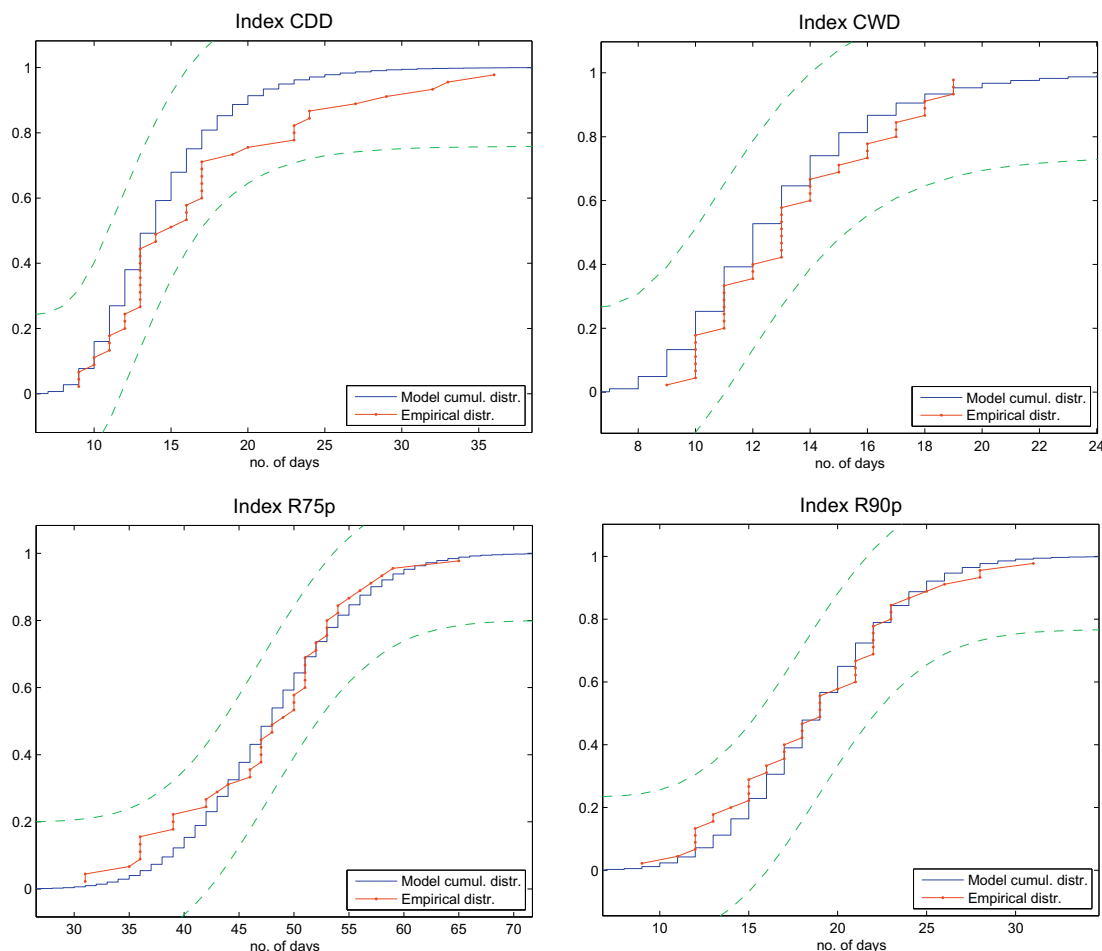 Index CDD
1
0.8
0.6
0.4
0.2
0
10 15 20 25 30 35
no. of days
Model cumul. distr.
Empirical distr.
Index CWD
1
0.8
0.6
0.4
0.2
0
8 10 12 14 16 18 20 22 24
no. of days
Model cumul. distr.
Empirical distr.
Index R75p
1
0.8
0.6
0.4
0.2
0
30 35 40 45 50 55 60 65 70
no. of days
Model cumul. distr.
Empirical distr.
Index R90p
1
0.8
0.6
0.4
0.2
0
10 15 20 25 30
no. of days
Model cumul. distr.
Empirical distr.